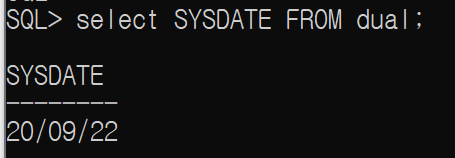 SQL> select SYSDATE FROM dual;
SYSDATE
--------
20/09/22